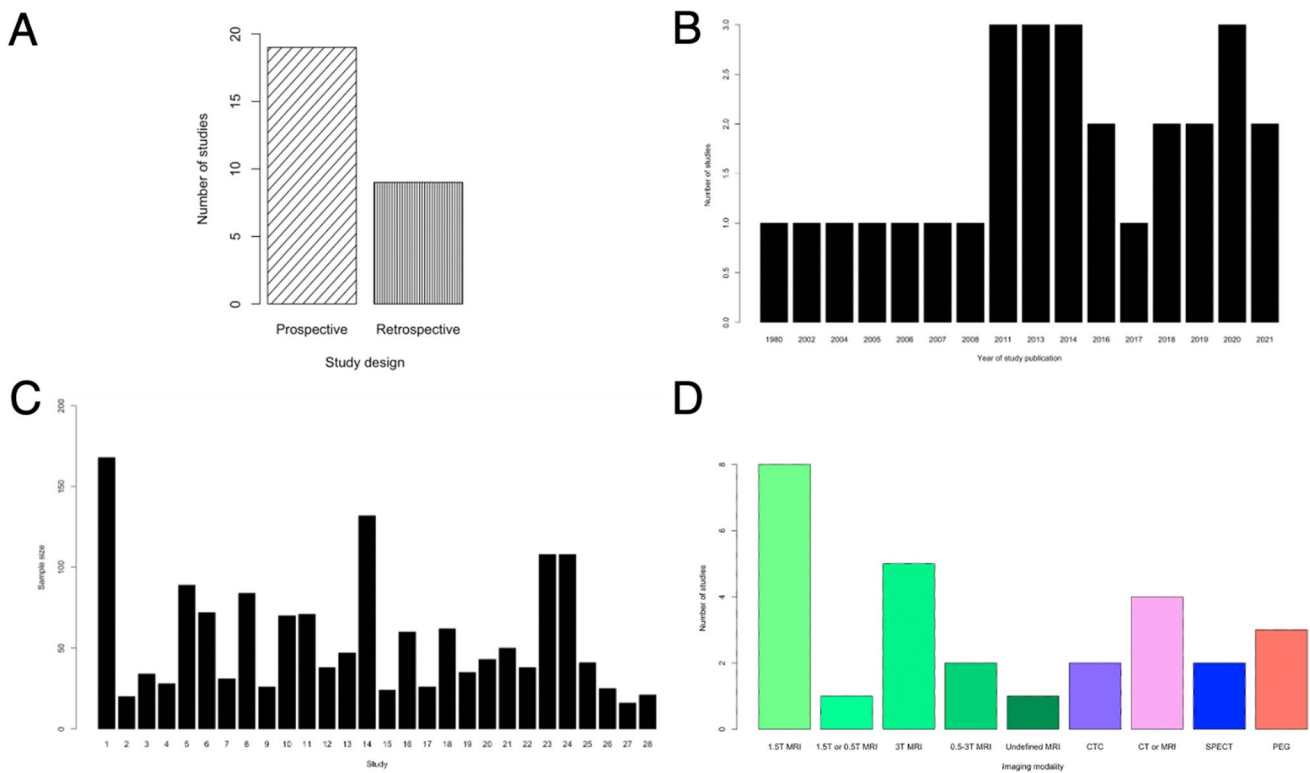 A
Number of studies
0
5
10
15
20
Prospective Retrospective
Study design
B
Number of studies
0.0
0.5
1.0
1.5
2.0
2.5
3.0
1980 2002 2004 2005 2006 2007 2008 2011 2013 2014 2016 2017 2018 2019 2020 2021
Year of study publication
C
Sample size
0
50
100
150
200
1 2 3 4 5 6 7 8 9 10 11 12 13 14 15 16 17 18 19 20 21 22 23 24 25 26 27 28
Study
D
Number of studies
0
2
4
6
8
1.5T MRI 1.5T or 0.5T MRI 3T MRI 0.5-3T MRI Undefined MRI CTC CT or MRI SPECT PEG
Imaging modality